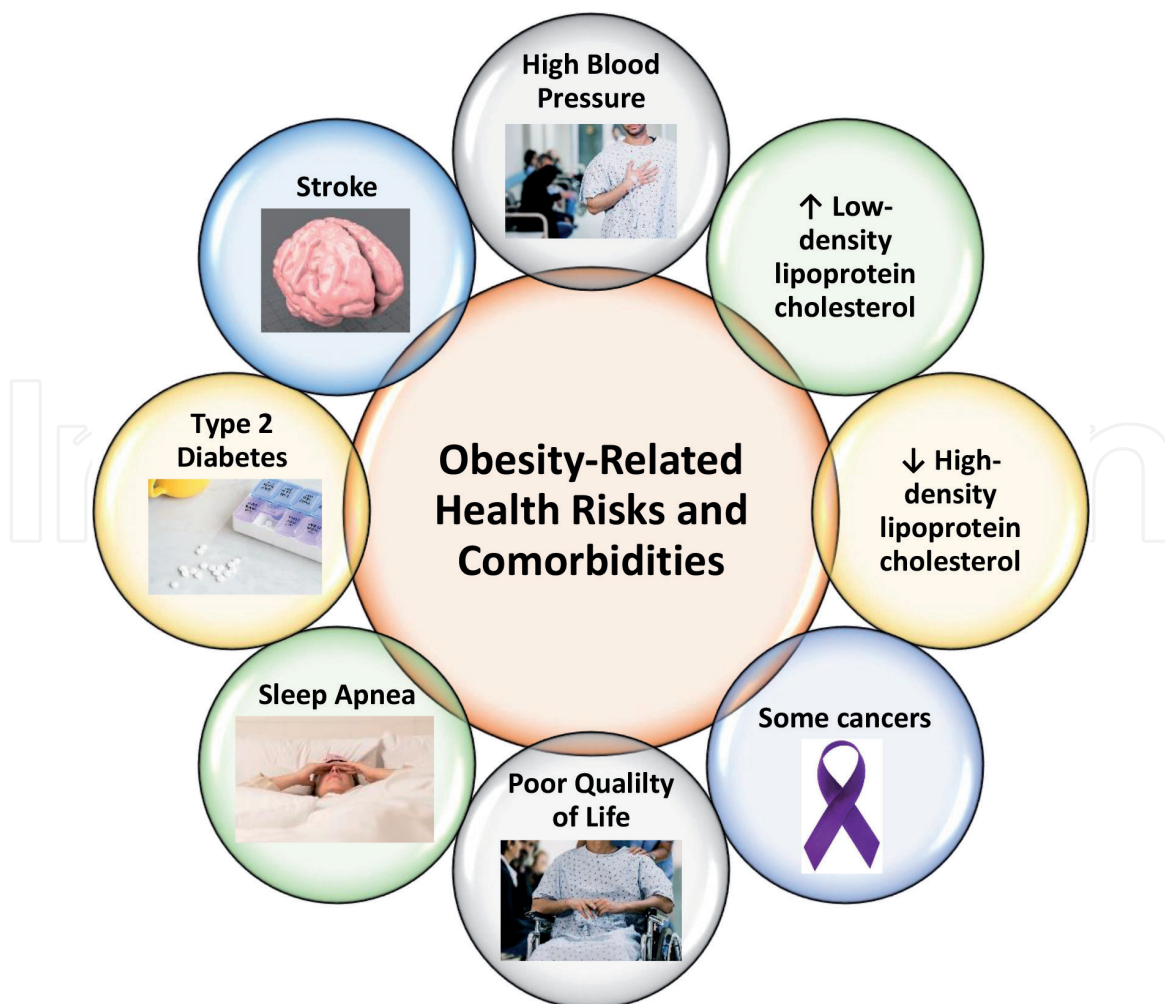 High Blood
Pressure
↑ Low-
density
lipoprotein
cholesterol
↓ High-
density
lipoprotein
cholesterol
Some cancers
Poor Qualilty
of Life
Sleep Apnea
Type 2
Diabetes
Stroke
Obesity-Related
Health Risks and
Comorbidities